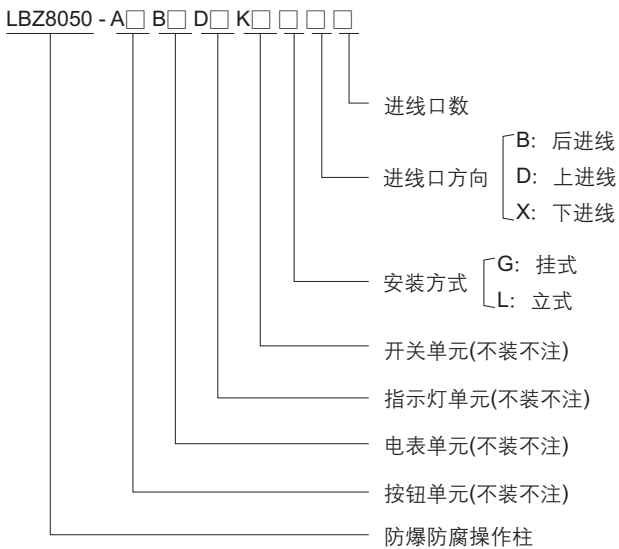 LBZ8050-A□ B□ D□ K□ □ □ □
进线口数
进线口方向
B: 后进线
D: 上进线
X: 下进线
安装方式
G: 挂式
L: 立式
开关单元(不装不注)
指示灯单元(不装不注)
电表单元(不装不注)
按钮单元(不装不注)
防爆防腐操作柱